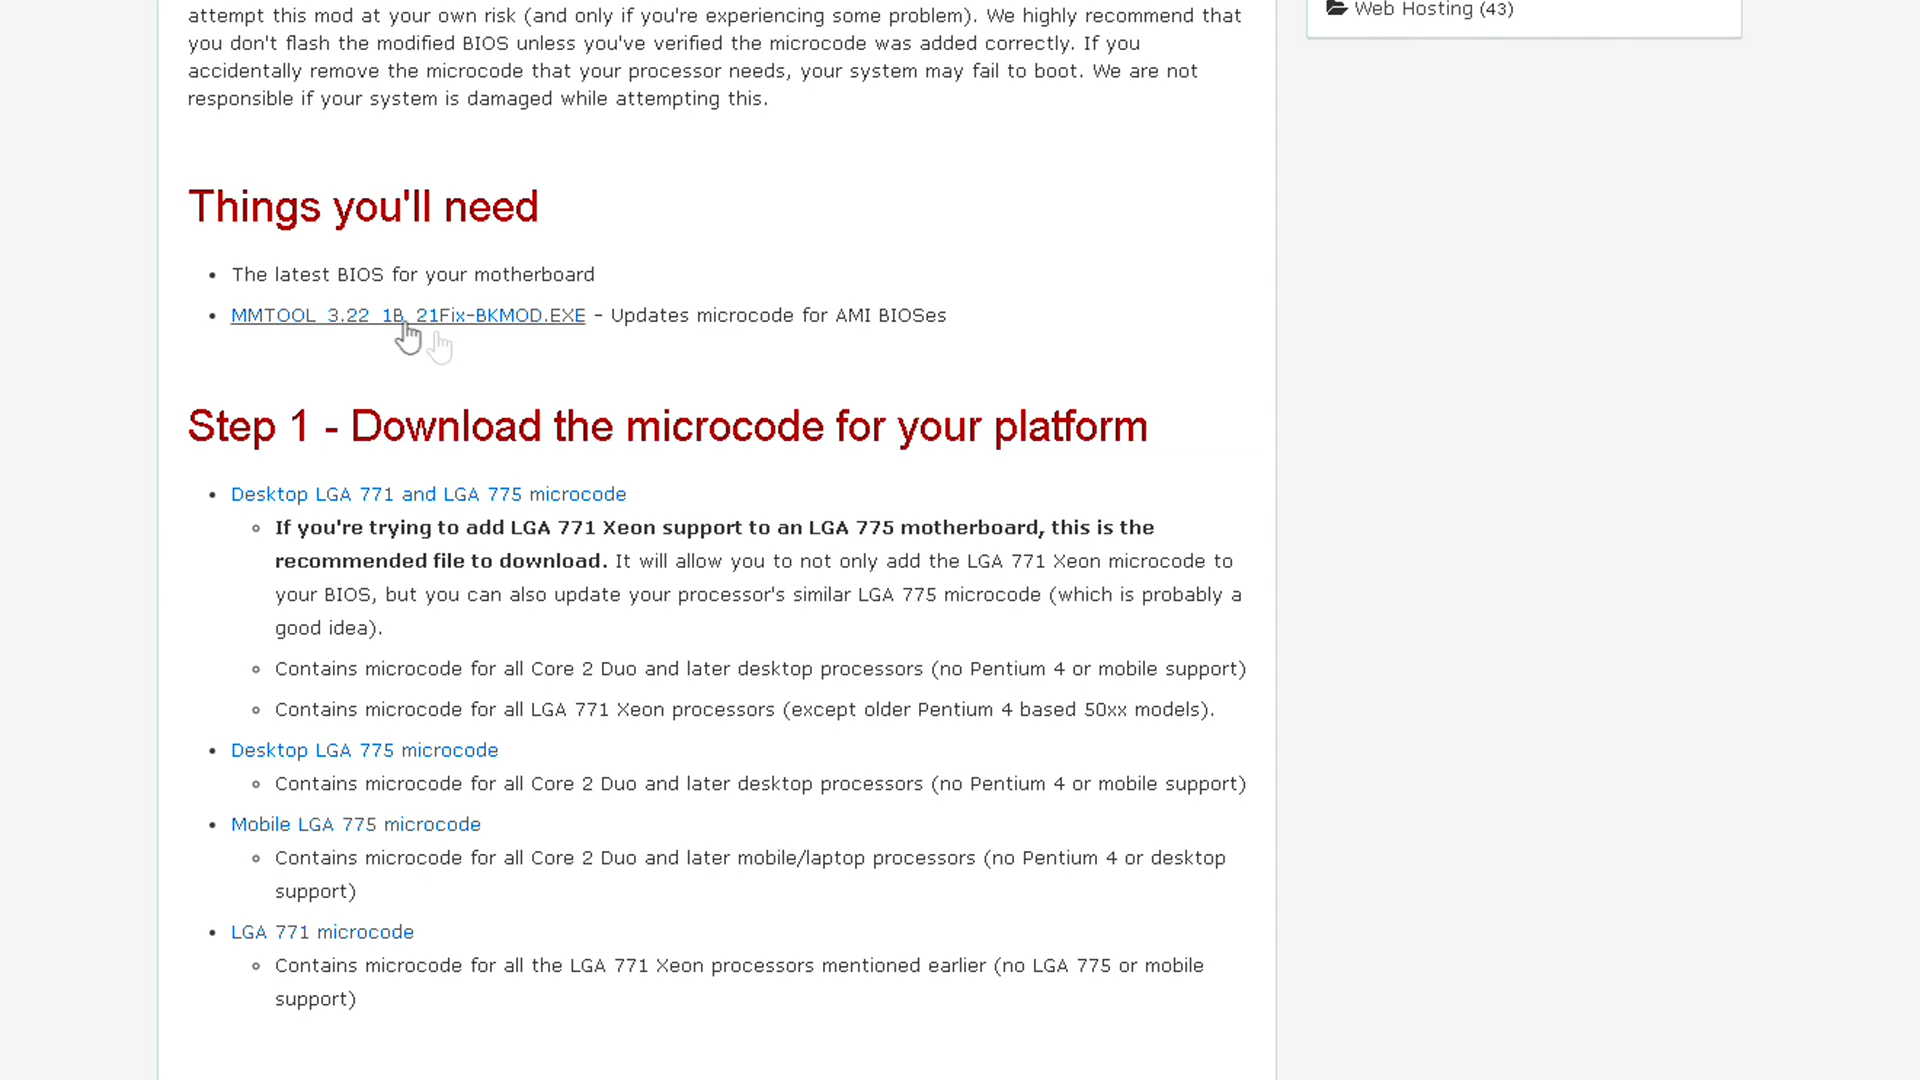 attempt this mod at your own risk (and only if you're experiencing some problem). We highly recommend that
you don't flash the modified BIOS unless you've verified the microcode was added correctly. If you
accidentally remove the microcode that your processor needs, your system may fail to boot. We are not
responsible if your system is damaged while attempting this.
Web Hosting (43)
Things you'll need
• The latest BIOS for your motherboard
• MMTOOL_3.22_1B_21Fix-BKMOD.EXE - Updates microcode for AMI BIOSes
Step 1 - Download the microcode for your platform
• Desktop LGA 771 and LGA 775 microcode
◦ If you're trying to add LGA 771 Xeon support to an LGA 775 motherboard, this is the
recommended file to download. It will allow you to not only add the LGA 771 Xeon microcode to
your BIOS, but you can also update your processor's similar LGA 775 microcode (which is probably a
good idea).
◦ Contains microcode for all Core 2 Duo and later desktop processors (no Pentium 4 or mobile support)
◦ Contains microcode for all LGA 771 Xeon processors (except older Pentium 4 based 50xx models).
• Desktop LGA 775 microcode
◦ Contains microcode for all Core 2 Duo and later desktop processors (no Pentium 4 or mobile support)
• Mobile LGA 775 microcode
◦ Contains microcode for all Core 2 Duo and later mobile/laptop processors (no Pentium 4 or desktop
support)
• LGA 771 microcode
◦ Contains microcode for all the LGA 771 Xeon processors mentioned earlier (no LGA 775 or mobile
support)